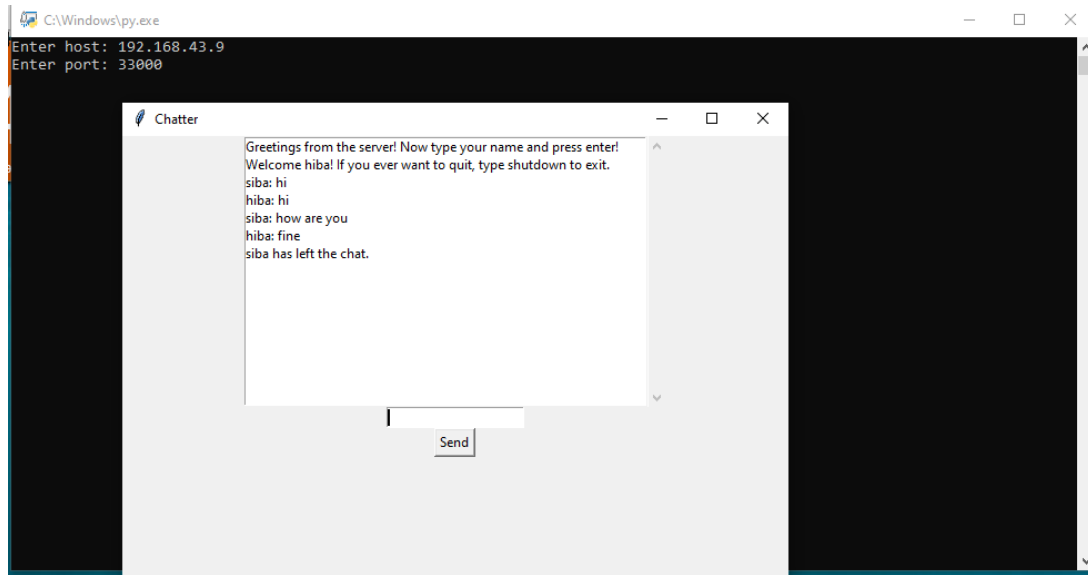 C:\Windows\py.exe
Enter host: 192.168.43.9
Enter port: 33000
Chatter
Greetings from the server! Now type your name and press enter!
Welcome hiba! If you ever want to quit, type shutdown to exit.
siba: hi
hiba: hi
siba: how are you
hiba: fine
siba has left the chat.
Send